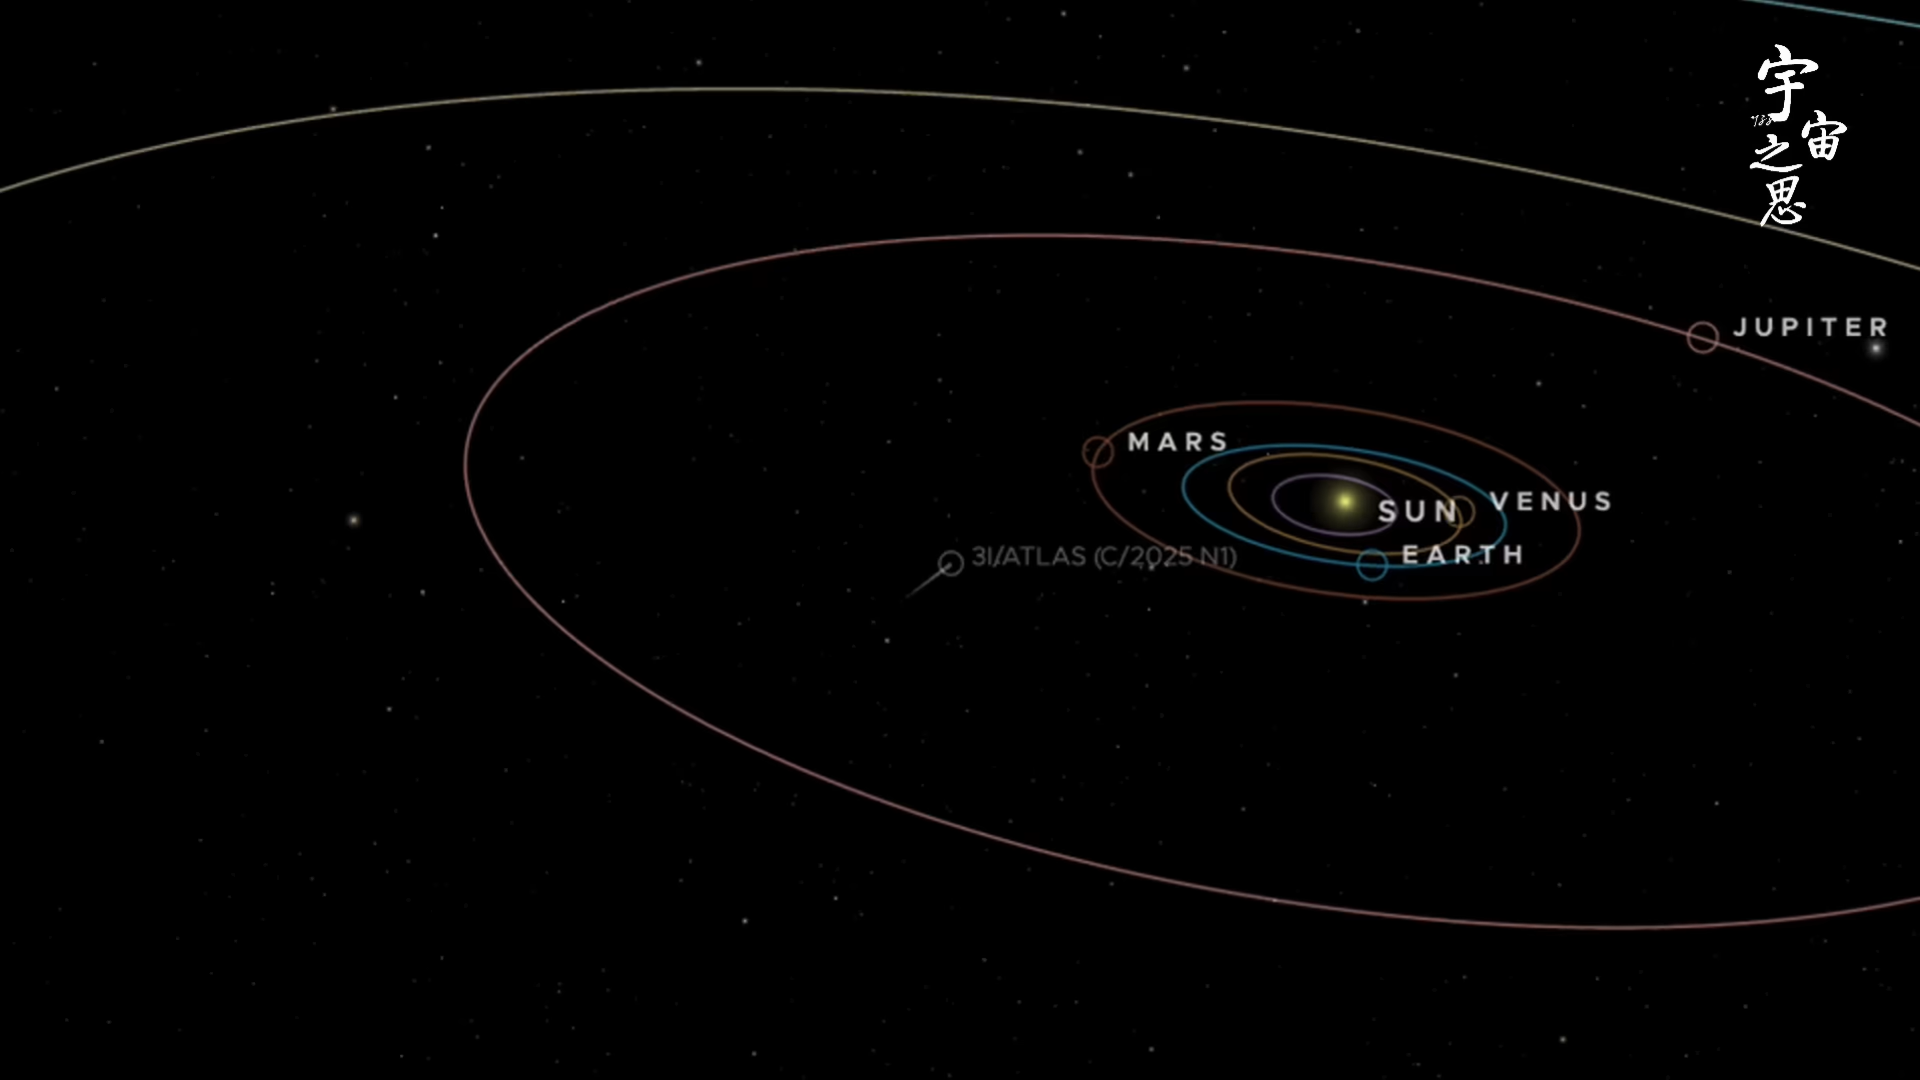 宇宙之思
JUPITER
MARS
SUN
VENUS
EARTH
3I/ATLAS (C/2025 N1)